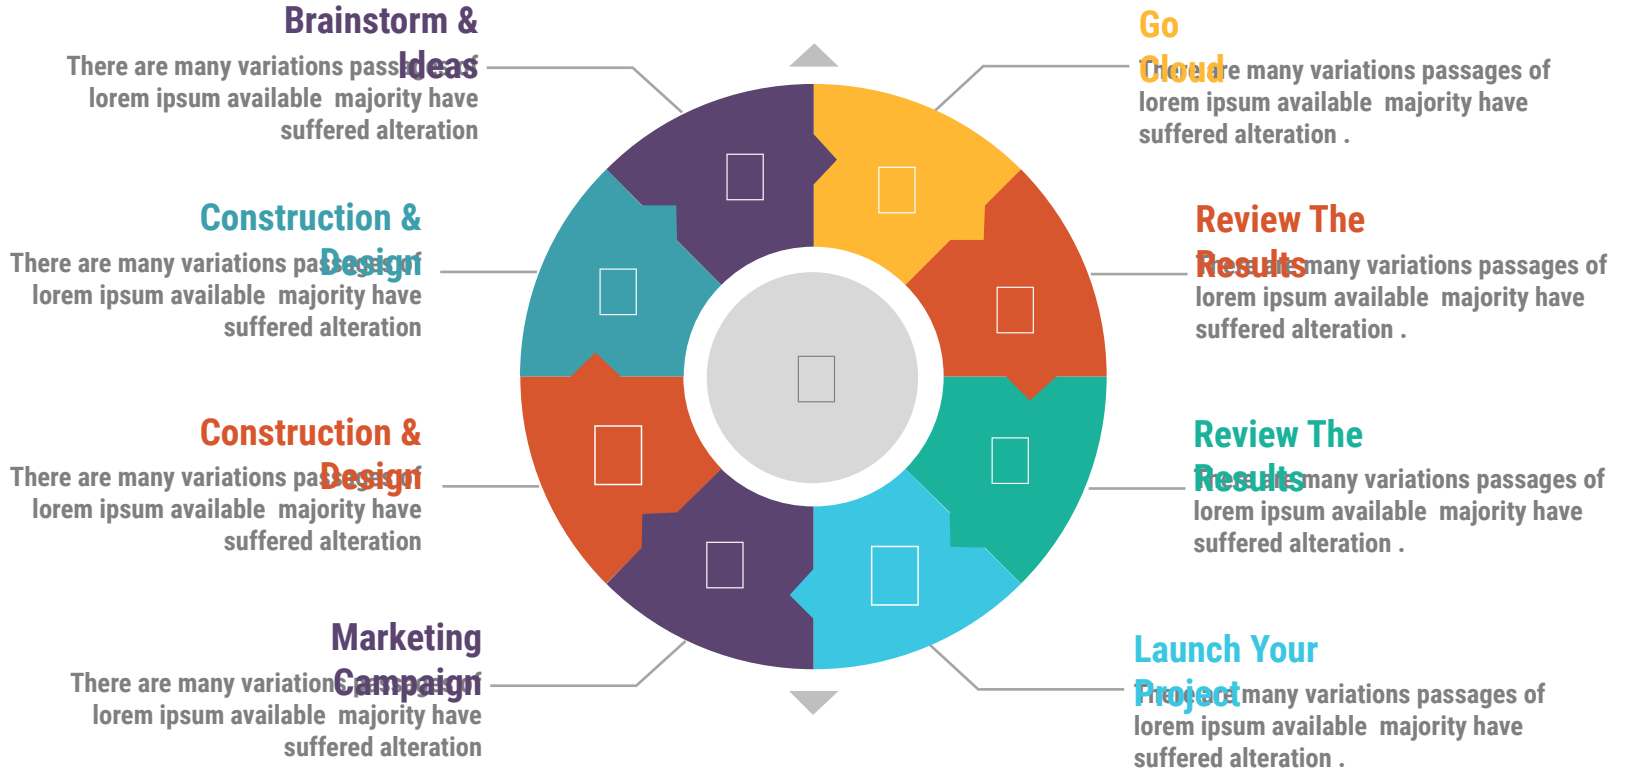 Brainstorm &
Ideas
There are many variations passages of
lorem ipsum available majority have
suffered alteration
Construction &
Design
There are many variations passages of
lorem ipsum available majority have
suffered alteration
Construction &
Design
There are many variations passages of
lorem ipsum available majority have
suffered alteration
Marketing
Campaign
There are many variations passages of
lorem ipsum available majority have
suffered alteration
Go
Cloud
There are many variations passages of
lorem ipsum available majority have
suffered alteration .
Review The
Results
There are many variations passages of
lorem ipsum available majority have
suffered alteration .
Review The
Results
There are many variations passages of
lorem ipsum available majority have
suffered alteration .
Launch Your
Project
There are many variations passages of
lorem ipsum available majority have
suffered alteration .